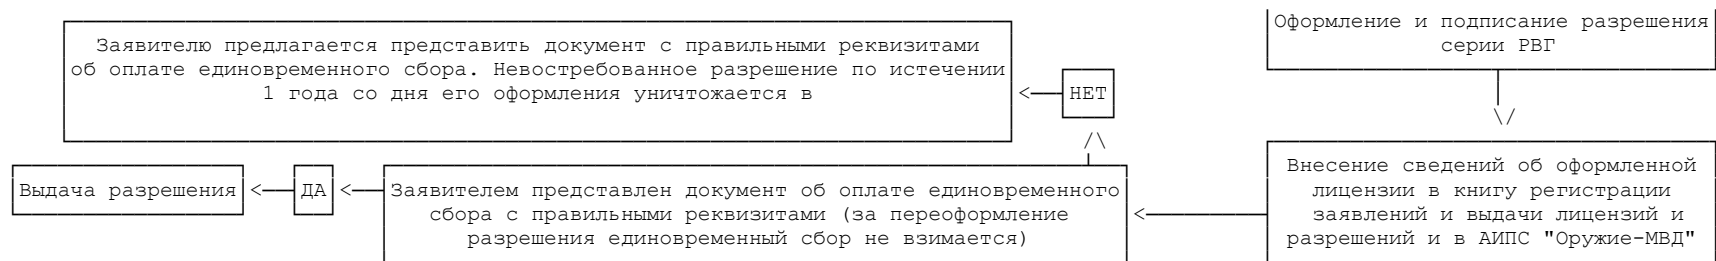 Оформление и подписание разрешения
серии РВГ
Заявителю предлагается представить документ с правильными реквизитами
об оплате единовременного сбора. Невостребованное разрешение по истечении
1 года со дня его оформления уничтожается в
НЕТ
Внесение сведений об оформленной
лицензии в книгу регистрации
заявлений и выдачи лицензий и
разрешений и в АИПС "Оружие-МВД"
Заявителем представлен документ об оплате единовременного
сбора с правильными реквизитами (за переоформление
разрешения единовременный сбор не взимается)
ДА
Выдача разрешения